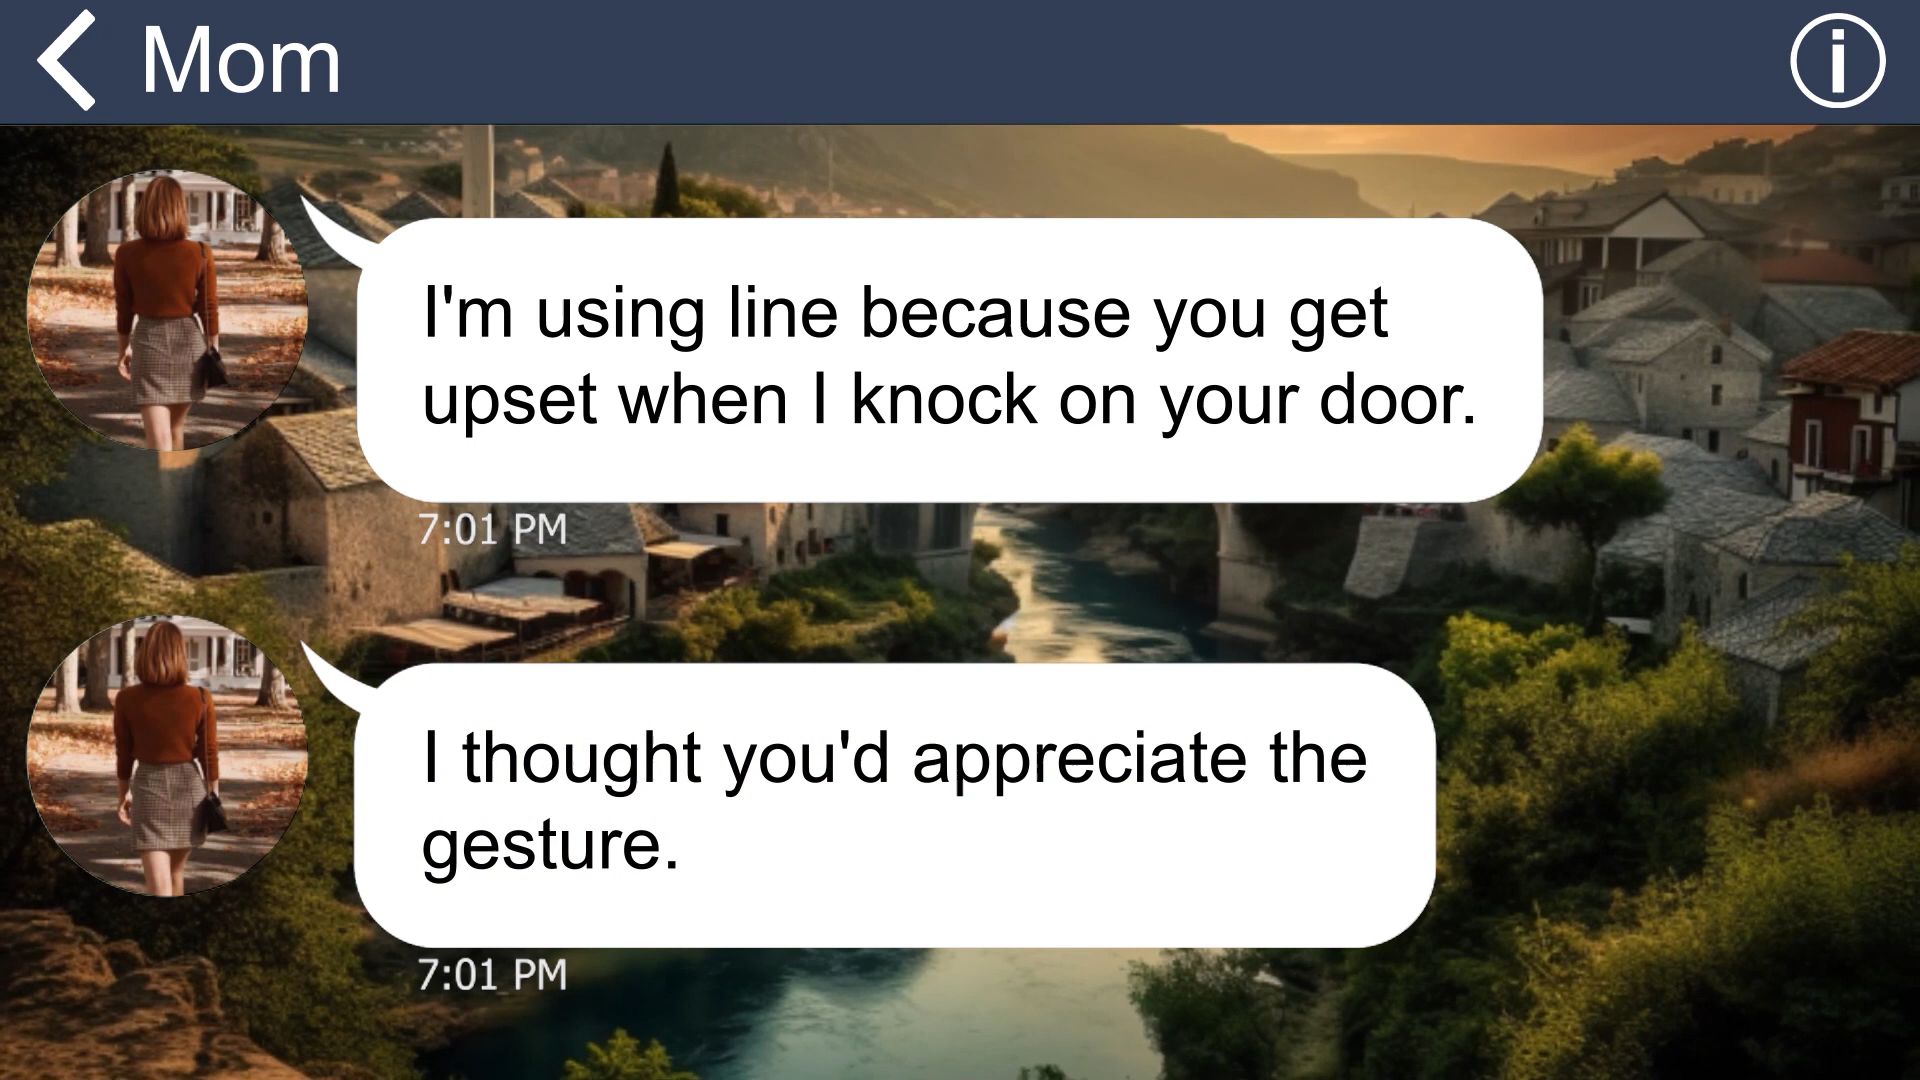 Mom
I'm using line because you get
upset when I knock on your door.
7:01 PM
I thought you'd appreciate the
gesture.
7:01 PM